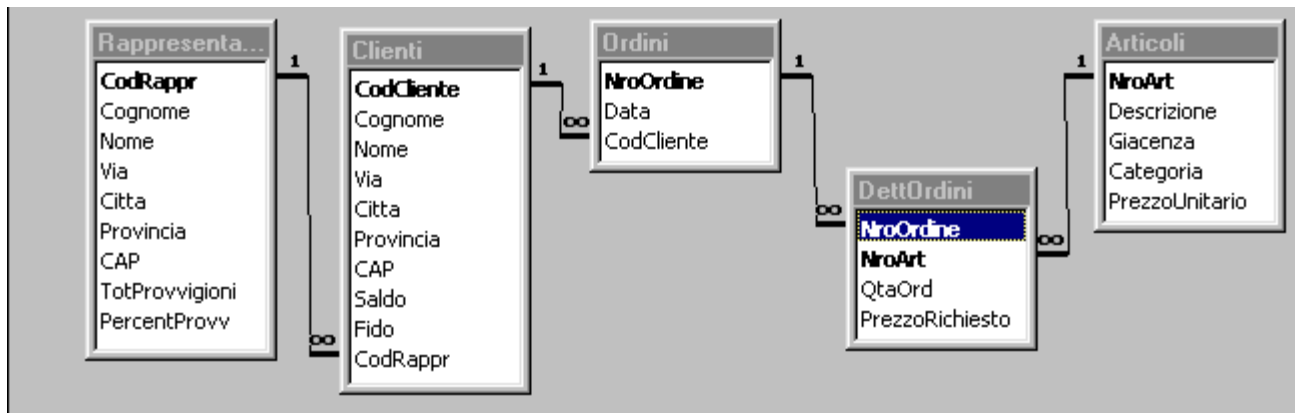 Rappresenta...
CodRappr
Cognome
Nome
Via
Citta
Provincia
CAP
TotProvvigioni
PercentProvv
1
∞
Clienti
CodCliente
Cognome
Nome
Via
Citta
Provincia
CAP
Saldo
Fido
CodRappr
1
∞
Ordini
NroOrdine
Data
CodCliente
1
∞
DettOrdini
NroOrdine
NroArt
QtaOrd
PrezzoRichiesto
∞
1
Articoli
NroArt
Descrizione
Giacenza
Categoria
PrezzoUnitario